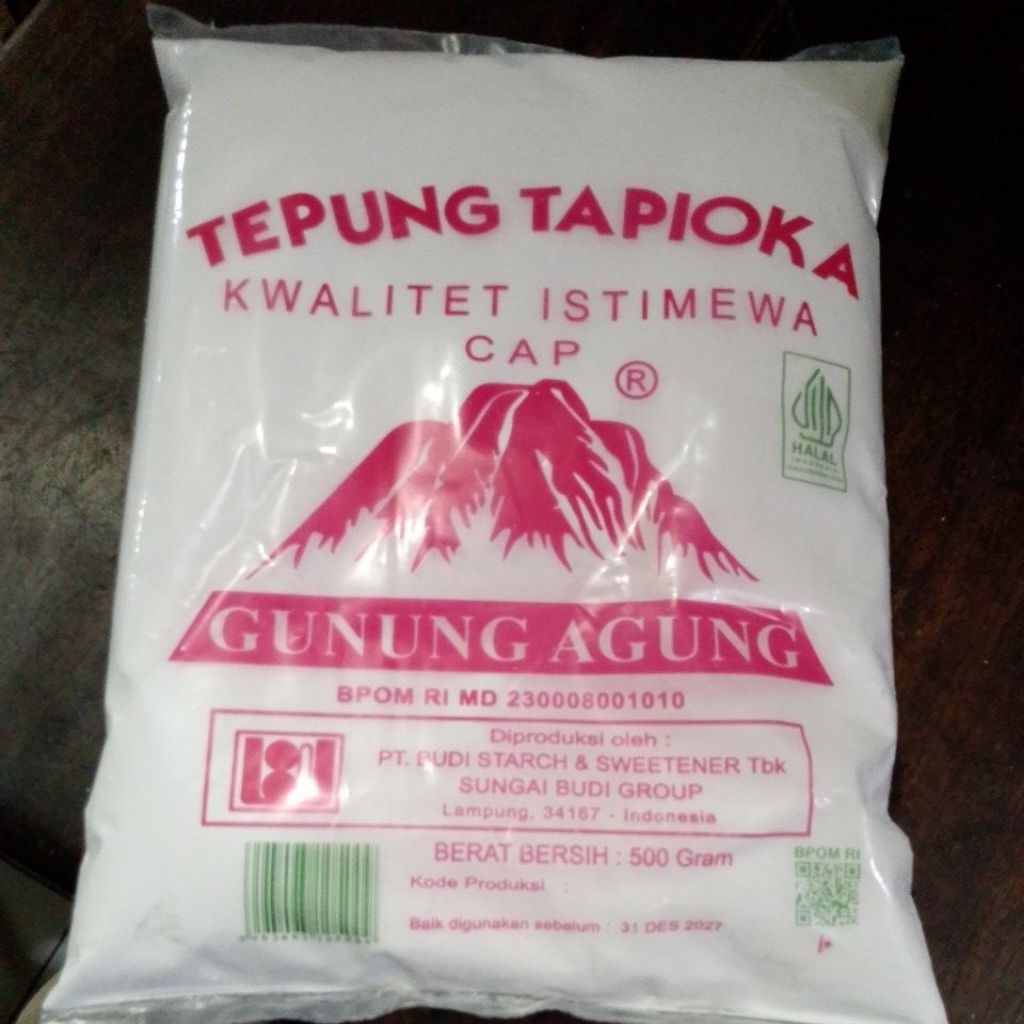 TEPUNG TAPIOKA
KWALITET ISTIMEWA
CAP
®
HALAL
INDONESIA
GUNUNG AGUNG
BPOM RI MD 230008001010
Diproduksi oleh :
PT. BUDI STARCH & SWEETENER Tbk
SUNGAI BUDI GROUP
Lampung, 34167 - Indonesia
BERAT BERSIH : 500 Gram
Kode Produksi :
Baik digunakan sebelum : 31 DES 2027
BPOM RI